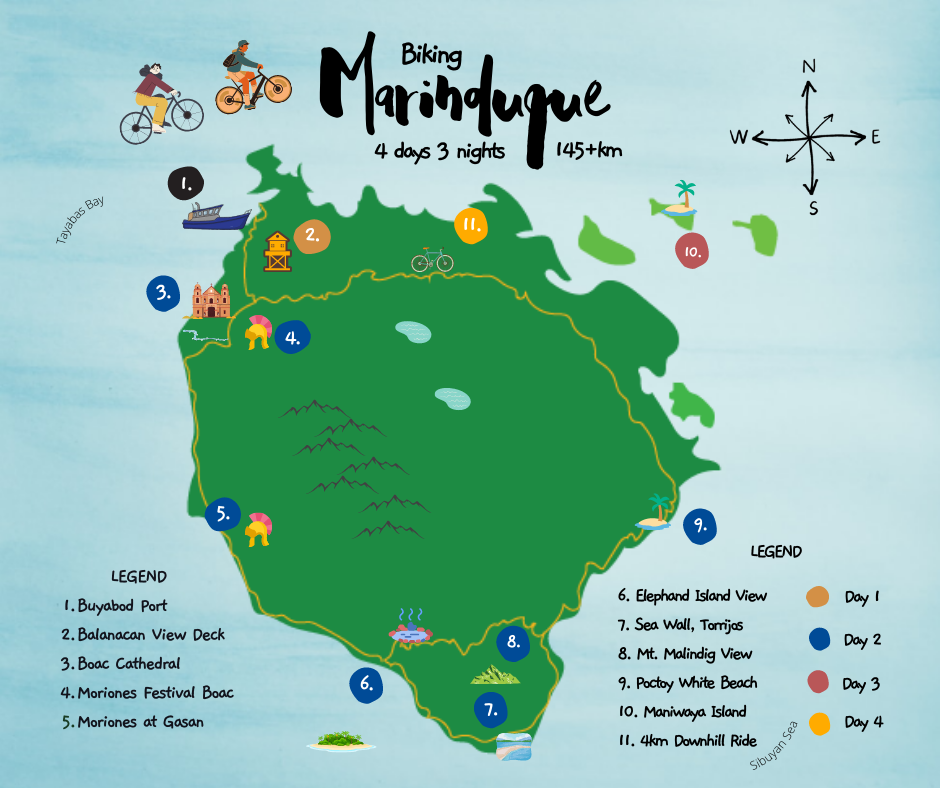 Biking
Marinduque
4 days 3 nights 145+km
N
W E
S
Tayabas Bay
1.
2.
11.
10.
3.
4.
5.
9.
8.
6.
7.
LEGEND
1. Buyabod Port
2. Balanacan View Deck
3. Boac Cathedral
4. Moriones Festival Boac
5. Moriones at Gasan
LEGEND
6. Elephand Island View
7. Sea Wall, Torrijos
8. Mt. Malindig View
9. Poctoy White Beach
10. Maniwaya Island
11. 4km Downhill Ride
Day 1
Day 2
Day 3
Day 4
Sibuyan Sea